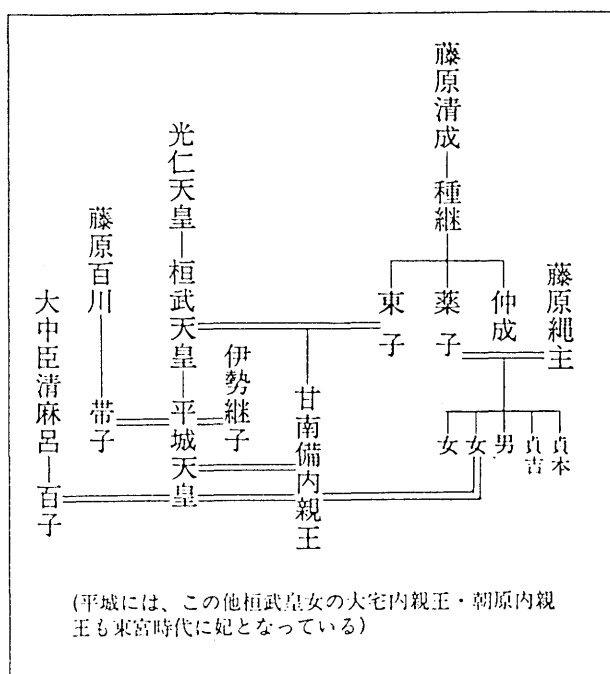 藤原清成―種継
藤原縄主
仲成
薬子
東子
貞本
貞吉
男
女
女
光仁天皇―桓武天皇―平城天皇
甘南備内親王
伊勢継子
藤原百川―帯子
大中臣清麻呂―百子
(平城には、この他桓武皇女の大宅内親王・朝原内親
王も東宮時代に妃となっている)